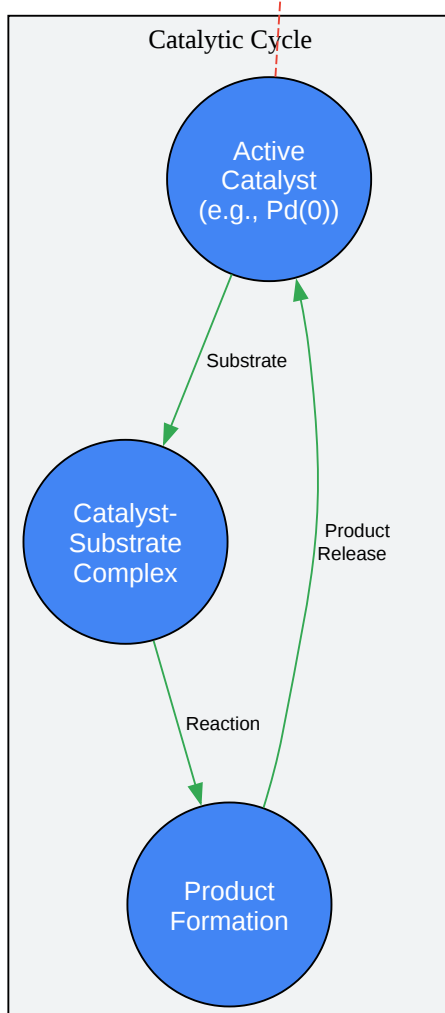 Catalytic Cycle
Active
Catalyst
(e.g., Pd(0))
Substrate
Catalyst-
Substrate
Complex
Product
Release
Reaction
Product
Formation